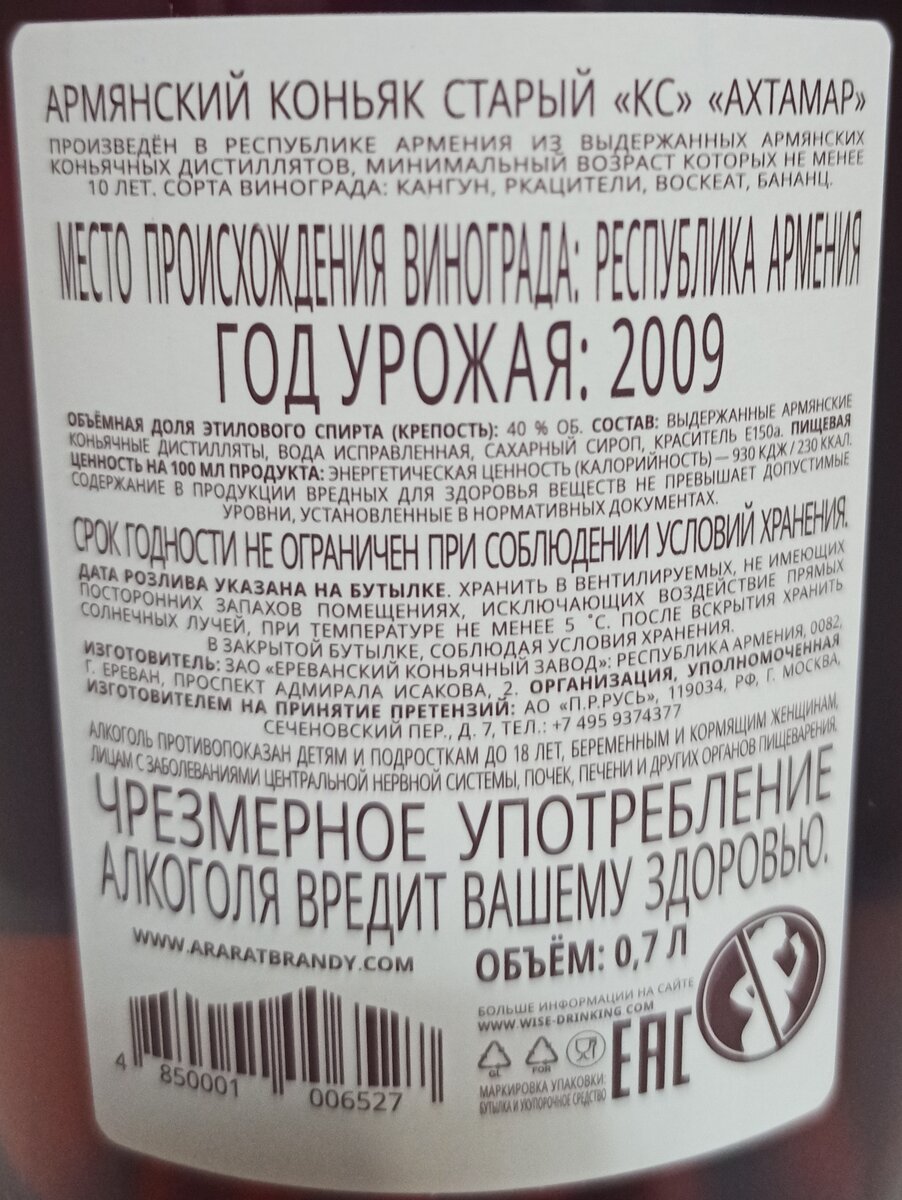 АРМЯНСКИЙ КОНЬЯК СТАРЫЙ «КС» «АХТАМАР»
ПРОИЗВЕДЁН В РЕСПУБЛИКЕ АРМЕНИЯ ИЗ ВЫДЕРЖАННЫХ АРМЯНСКИХ
КОНЬЯЧНЫХ ДИСТИЛЛЯТОВ, МИНИМАЛЬНЫЙ ВОЗРАСТ КОТОРЫХ НЕ МЕНЕЕ
10 ЛЕТ. СОРТА ВИНОГРАДА: КАНГУН, РКАЦИТЕЛИ, ВОСКЕАТ, БАНАНЦ.
МЕСТО ПРОИСХОЖДЕНИЯ ВИНОГРАДА: РЕСПУБЛИКА АРМЕНИЯ
ГОД УРОЖАЯ: 2009
ОБЪЁМНАЯ ДОЛЯ ЭТИЛОВОГО СПИРТА (КРЕПОСТЬ): 40 % ОБ. СОСТАВ: ВЫДЕРЖАННЫЕ АРМЯНСКИЕ
КОНЬЯЧНЫЕ ДИСТИЛЛЯТЫ, ВОДА ИСПРАВЛЕННАЯ, САХАРНЫЙ СИРОП, КРАСИТЕЛЬ Е150а. ПИЩЕВАЯ
ЦЕННОСТЬ НА 100 МЛ ПРОДУКТА: ЭНЕРГЕТИЧЕСКАЯ ЦЕННОСТЬ (КАЛОРИЙНОСТЬ) — 930 КДЖ / 230 ККАЛ.
СОДЕРЖАНИЕ В ПРОДУКЦИИ ВРЕДНЫХ ДЛЯ ЗДОРОВЬЯ ВЕЩЕСТВ НЕ ПРЕВЫШАЕТ ДОПУСТИМЫЕ
УРОВНИ, УСТАНОВЛЕННЫЕ В НОРМАТИВНЫХ ДОКУМЕНТАХ.
СРОК ГОДНОСТИ НЕ ОГРАНИЧЕН ПРИ СОБЛЮДЕНИИ УСЛОВИЙ ХРАНЕНИЯ.
ДАТА РОЗЛИВА УКАЗАНА НА БУТЫЛКЕ. ХРАНИТЬ В ВЕНТИЛИРУЕМЫХ, НЕ ИМЕЮЩИХ
ПОСТОРОННИХ ЗАПАХОВ ПОМЕЩЕНИЯХ, ИСКЛЮЧАЮЩИХ ВОЗДЕЙСТВИЕ ПРЯМЫХ
СОЛНЕЧНЫХ ЛУЧЕЙ, ПРИ ТЕМПЕРАТУРЕ НЕ МЕНЕЕ 5 °С. ПОСЛЕ ВСКРЫТИЯ ХРАНИТЬ
В ЗАКРЫТОЙ БУТЫЛКЕ, СОБЛЮДАЯ УСЛОВИЯ ХРАНЕНИЯ.
ИЗГОТОВИТЕЛЬ: ЗАО «ЕРЕВАНСКИЙ КОНЬЯЧНЫЙ ЗАВОД»: РЕСПУБЛИКА АРМЕНИЯ, 0082,
Г. ЕРЕВАН, ПРОСПЕКТ АДМИРАЛА ИСАКОВА, 2. ОРГАНИЗАЦИЯ, УПОЛНОМОЧЕННАЯ
ИЗГОТОВИТЕЛЕМ НА ПРИНЯТИЕ ПРЕТЕНЗИЙ: АО «П.Р.РУСЬ», 119034, РФ, Г. МОСКВА,
СЕЧЕНОВСКИЙ ПЕР., Д. 7, ТЕЛ.: +7 495 9374377
АЛКОГОЛЬ ПРОТИВОПОКАЗАН ДЕТЯМ И ПОДРОСТКАМ ДО 18 ЛЕТ, БЕРЕМЕННЫМ И КОРМЯЩИМ ЖЕНЩИНАМ,
ЛИЦАМ С ЗАБОЛЕВАНИЯМИ ЦЕНТРАЛЬНОЙ НЕРВНОЙ СИСТЕМЫ, ПОЧЕК, ПЕЧЕНИ И ДРУГИХ ОРГАНОВ ПИЩЕВАРЕНИЯ.
ЧРЕЗМЕРНОЕ УПОТРЕБЛЕНИЕ
АЛКОГОЛЯ ВРЕДИТ ВАШЕМУ ЗДОРОВЬЮ.
WWW.ARARATBRANDY.COM
ОБЪЁМ: 0,7 Л
БОЛЬШЕ ИНФОРМАЦИИ НА САЙТЕ
WWW.WISE-DRINKING.COM
GL FOR
ЕАС
МАРКИРОВКА УПАКОВКИ:
БУТЫЛКА И УКУПОРОЧНОЕ СРЕДСТВО
4 850001 006527